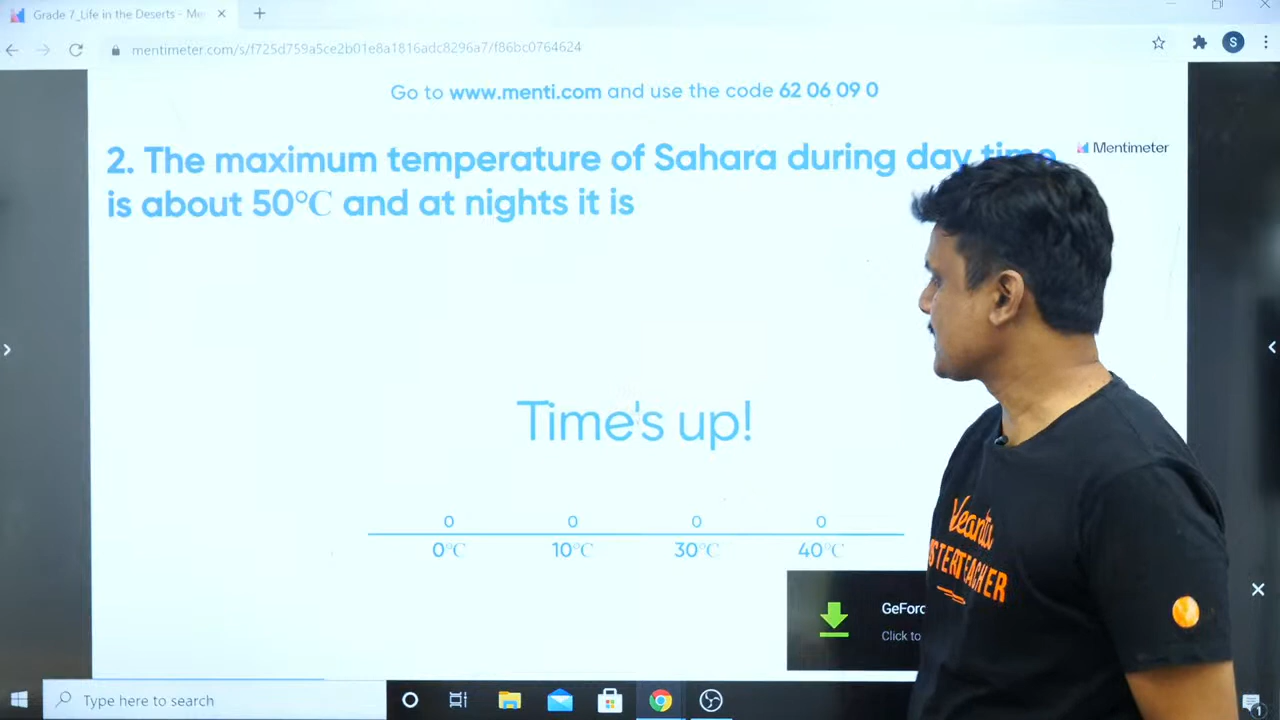 Grade 7_Life in the Deserts - Me
mentimeter.com/s/f725d759a5ce2b01e8a1816adc8296a7/f86bc0764624
S
Go to www.menti.com and use the code 62 06 09 0
Mentimeter
2. The maximum temperature of Sahara during day time
is about 50°C and at nights it is
Time's up!
0 0 0 0
0°C 10°C 30°C 40°C
GeForc
Click to
Vedantu
MASTERTEACHER
Type here to search
1